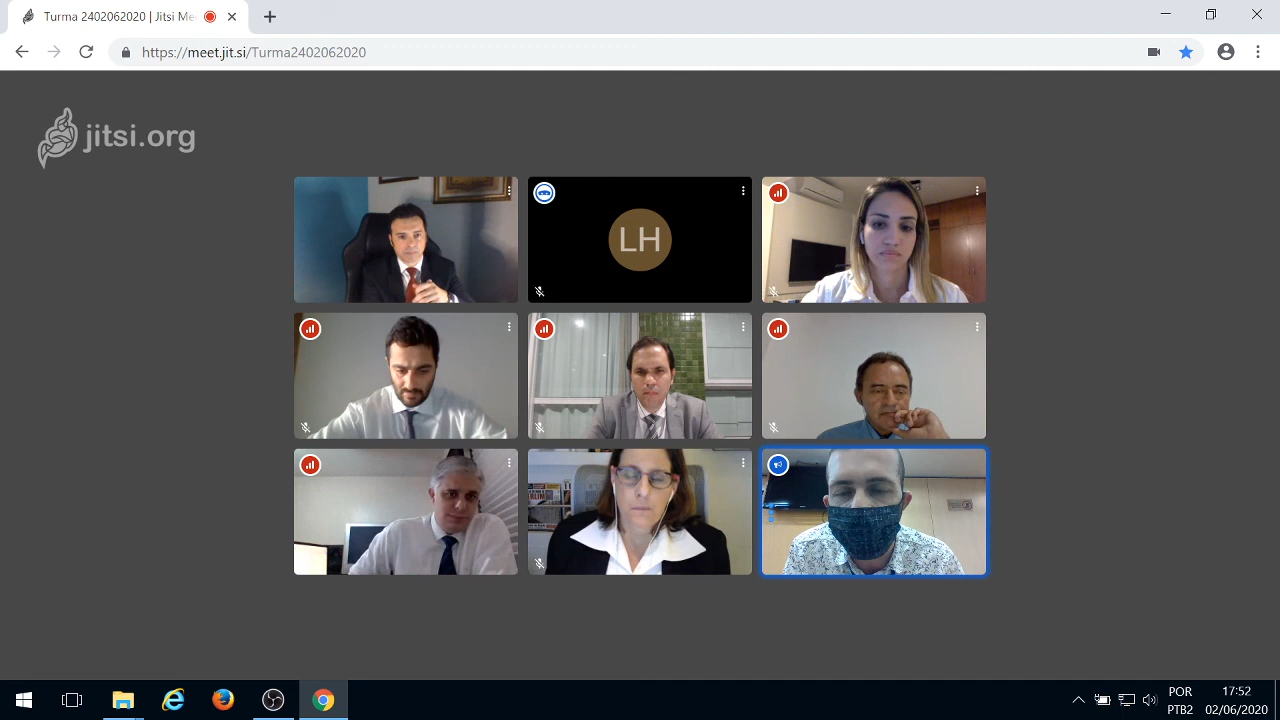 Turma 2402062020 | Jitsi Me
https://meet.jit.si/Turma2402062020
jitsi.org
LH
POR
17:52
PTB2
02/06/2020